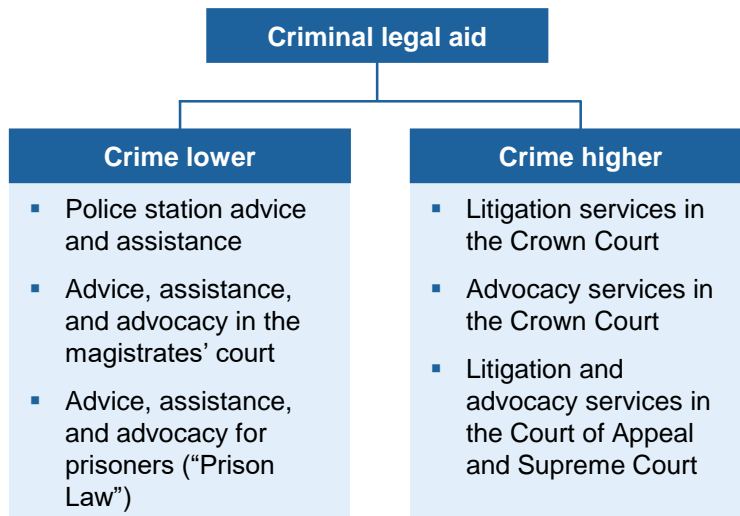 Criminal legal aid
Crime lower
▪ Police station advice
and assistance
▪ Advice, assistance,
and advocacy in the
magistrates’ court
▪ Advice, assistance,
and advocacy for
prisoners (“Prison
Law”)
Crime higher
▪ Litigation services in
the Crown Court
▪ Advocacy services in
the Crown Court
▪ Litigation and
advocacy services in
the Court of Appeal
and Supreme Court